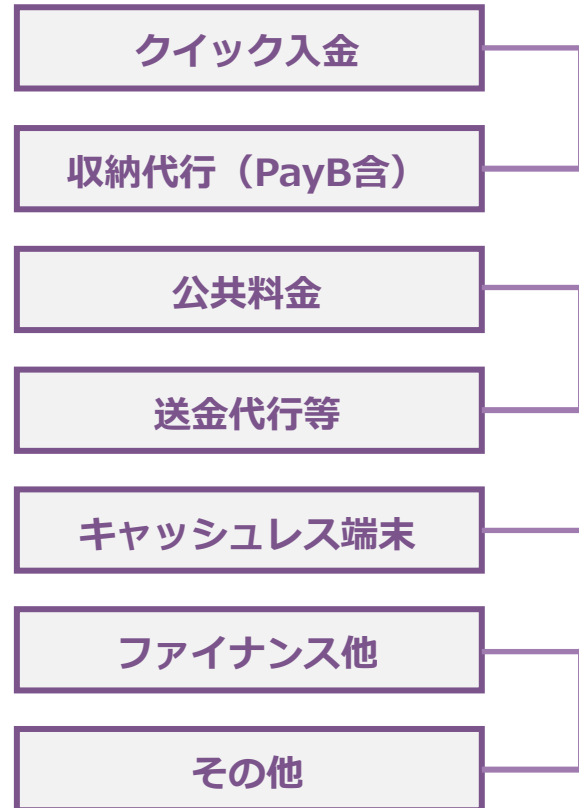 クイック入金
収納代行（PayB含）
公共料金
送金代行等
キャッシュレス端末
ファイナンス他
その他